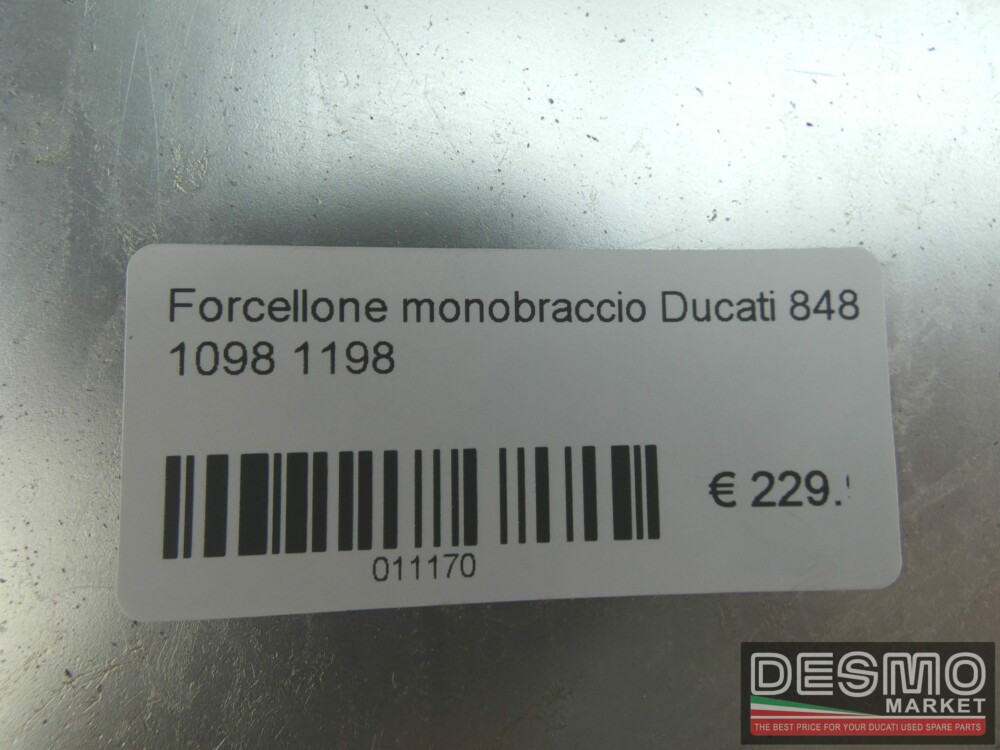 Forcellone monobraccio Ducati 848
1098 1198
€ 229.
011170
DESMO
MARKET
THE BEST PRICE FOR YOUR DUCATI USED SPARE PARTS